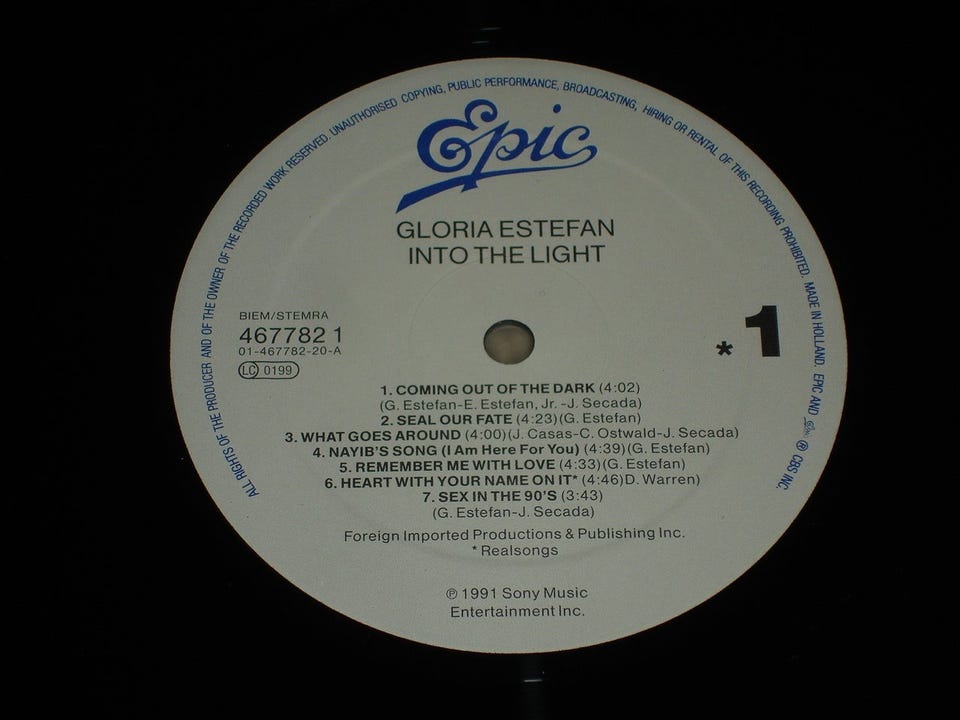 ALL RIGHTS OF THE PRODUCER AND OF THE OWNER OF THE RECORDED WORK RESERVED. UNAUTHORISED COPYING, PUBLIC PERFORMANCE, BROADCASTING, HIRING OR RENTAL OF THIS RECORDING PROHIBITED. MADE IN HOLLAND. EPIC AND Epic ® CBS INC.
Epic
GLORIA ESTEFAN
INTO THE LIGHT
BIEM/STEMRA
467782 1
01-467782-20-A
LC 0199
* 1
1. COMING OUT OF THE DARK (4:02)
(G. Estefan-E. Estefan, Jr. -J. Secada)
2. SEAL OUR FATE (4:23)(G. Estefan)
3. WHAT GOES AROUND (4:00)(J. Casas-C. Ostwald-J. Secada)
4. NAYIB'S SONG (I Am Here For You) (4:39)(G. Estefan)
5. REMEMBER ME WITH LOVE (4:33)(G. Estefan)
6. HEART WITH YOUR NAME ON IT* (4:46)D. Warren)
7. SEX IN THE 90'S (3:43)
(G. Estefan-J. Secada)
Foreign Imported Productions & Publishing Inc.
* Realsongs
℗ 1991 Sony Music
Entertainment Inc.